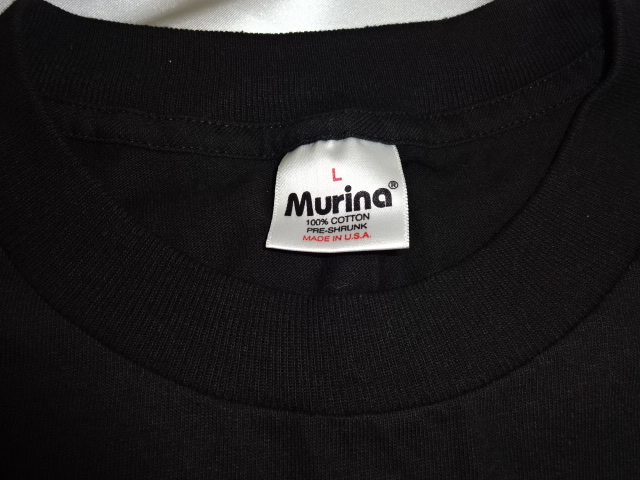 L
Murina®
100% COTTON
PRE-SHRUNK
MADE IN U.S.A.